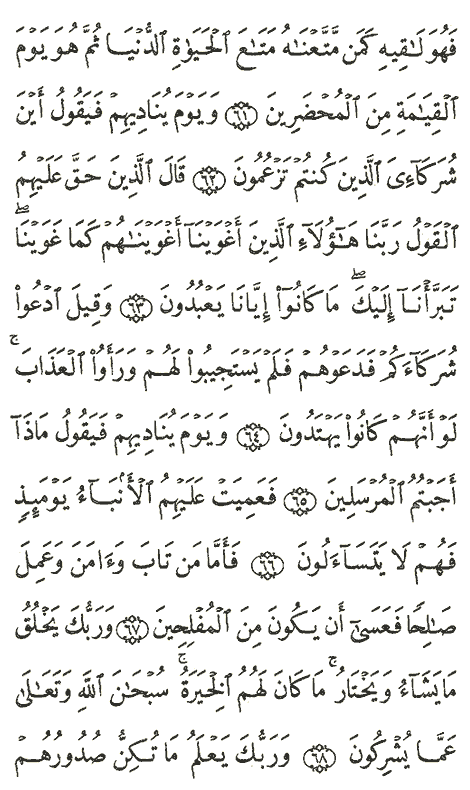 فَهُوَ لَـٰقِيهِ كَمَن مَّتَّعْنَـٰهُ مَتَـٰعَ ٱلْحَيَوٰةِ ٱلدُّنْيَا ثُمَّ هُوَ يَوْمَ
ٱلْقِيَـٰمَةِ مِنَ ٱلْمُحْضَرِينَ ٦١ وَيَوْمَ يُنَادِيهِمْ فَيَقُولُ أَيْنَ
شُرَكَآءِىَ ٱلَّذِينَ كُنتُمْ تَزْعُمُونَ ٦٢ قَالَ ٱلَّذِينَ حَقَّ عَلَيْهِمُ
ٱلْقَوْلُ رَبَّنَا هَـٰٓؤُلَآءِ ٱلَّذِينَ أَغْوَيْنَآ أَغْوَيْنَـٰهُمْ كَمَا غَوَيْنَا ۖ
تَبَرَّأْنَآ إِلَيْكَ ۖ مَا كَانُوٓا۟ إِيَّانَا يَعْبُدُونَ ٦٣ وَقِيلَ ٱدْعُوا۟
شُرَكَآءَكُمْ فَدَعَوْهُمْ فَلَمْ يَسْتَجِيبُوا۟ لَهُمْ وَرَأَوُا۟ ٱلْعَذَابَ ۚ
لَوْ أَنَّهُمْ كَانُوا۟ يَهْتَدُونَ ٦٤ وَيَوْمَ يُنَادِيهِمْ فَيَقُولُ مَاذَآ
أَجَبْتُمُ ٱلْمُرْسَلِينَ ٦٥ فَعَمِيَتْ عَلَيْهِمُ ٱلْأَنۢبَآءُ يَوْمَئِذٍ
فَهُمْ لَا يَتَسَآءَلُونَ ٦٦ فَأَمَّا مَن تَابَ وَءَامَنَ وَعَمِلَ
صَـٰلِحًا فَعَسَىٰٓ أَن يَكُونَ مِنَ ٱلْمُفْلِحِينَ ٦٧ وَرَبُّكَ يَخْلُقُ
مَا يَشَآءُ وَيَخْتَارُ ۗ مَا كَانَ لَهُمُ ٱلْخِيَرَةُ ۚ سُبْحَـٰنَ ٱللَّهِ وَتَعَـٰلَىٰ
عَمَّا يُشْرِكُونَ ٦٨ وَرَبُّكَ يَعْلَمُ مَا تُكِنُّ صُدُورُهُمْ